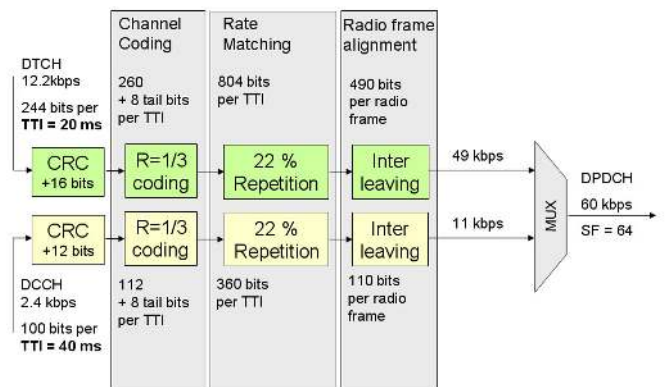 Channel
Coding
Rate
Matching
Radio frame
alignment
DTCH
12.2kbps
244 bits per
TTI = 20 ms
260
+ 8 tail bits
per TTI
804 bits
per TTI
490 bits
per radio
frame
CRC
+16 bits
R=1/3
coding
22 %
Repetition
Inter
leaving
49 kbps
CRC
+12 bits
R=1/3
coding
22 %
Repetition
Inter
leaving
11 kbps
MUX
DPDCH
60 kbps
SF = 64
DCCH
2.4 kbps
100 bits per
TTI = 40 ms
112
+ 8 tail bits
per TTI
360 bits
per TTI
110 bits
per radio
frame